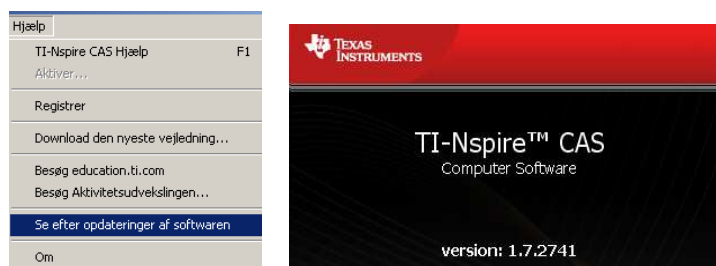 Hjælp
TI-Nspire CAS Hjælp F1
Aktiver...
Registrer
Download den nyeste vejledning...
Besøg education.ti.com
Besøg Aktivitetsudvekslingen...
Se efter opdateringer af softwaren
Om
TEXAS
INSTRUMENTS
TI-Nspire™ CAS
Computer Software
version: 1.7.2741